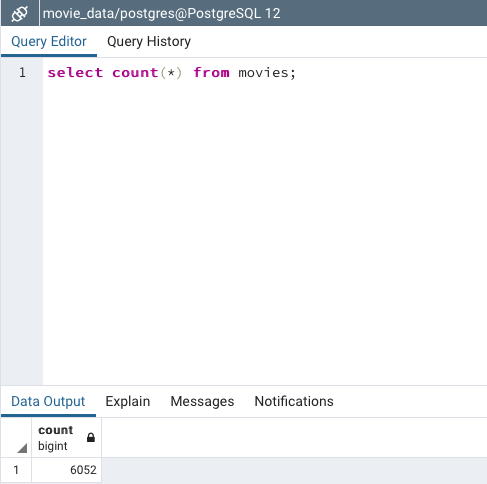 movie_data/postgres@PostgreSQL 12
Query Editor Query History
1 select count(*) from movies;
Data Output Explain Messages Notifications
count
bigint
1 6052